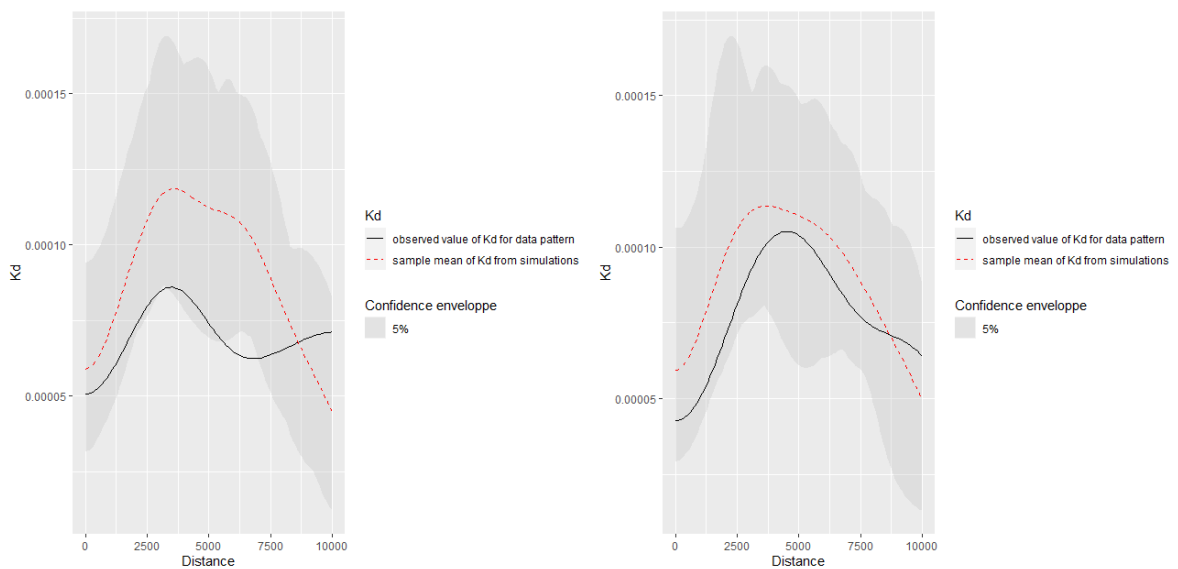 Kd
0.00015
0.00010
0.00005
0 2500 5000 7500 10000
Distance
Kd
observed value of Kd for data pattern
sample mean of Kd from simulations
Confidence enveloppe
5%
Kd
0.00015
0.00010
0.00005
0 2500 5000 7500 10000
Distance
Kd
observed value of Kd for data pattern
sample mean of Kd from simulations
Confidence enveloppe
5%